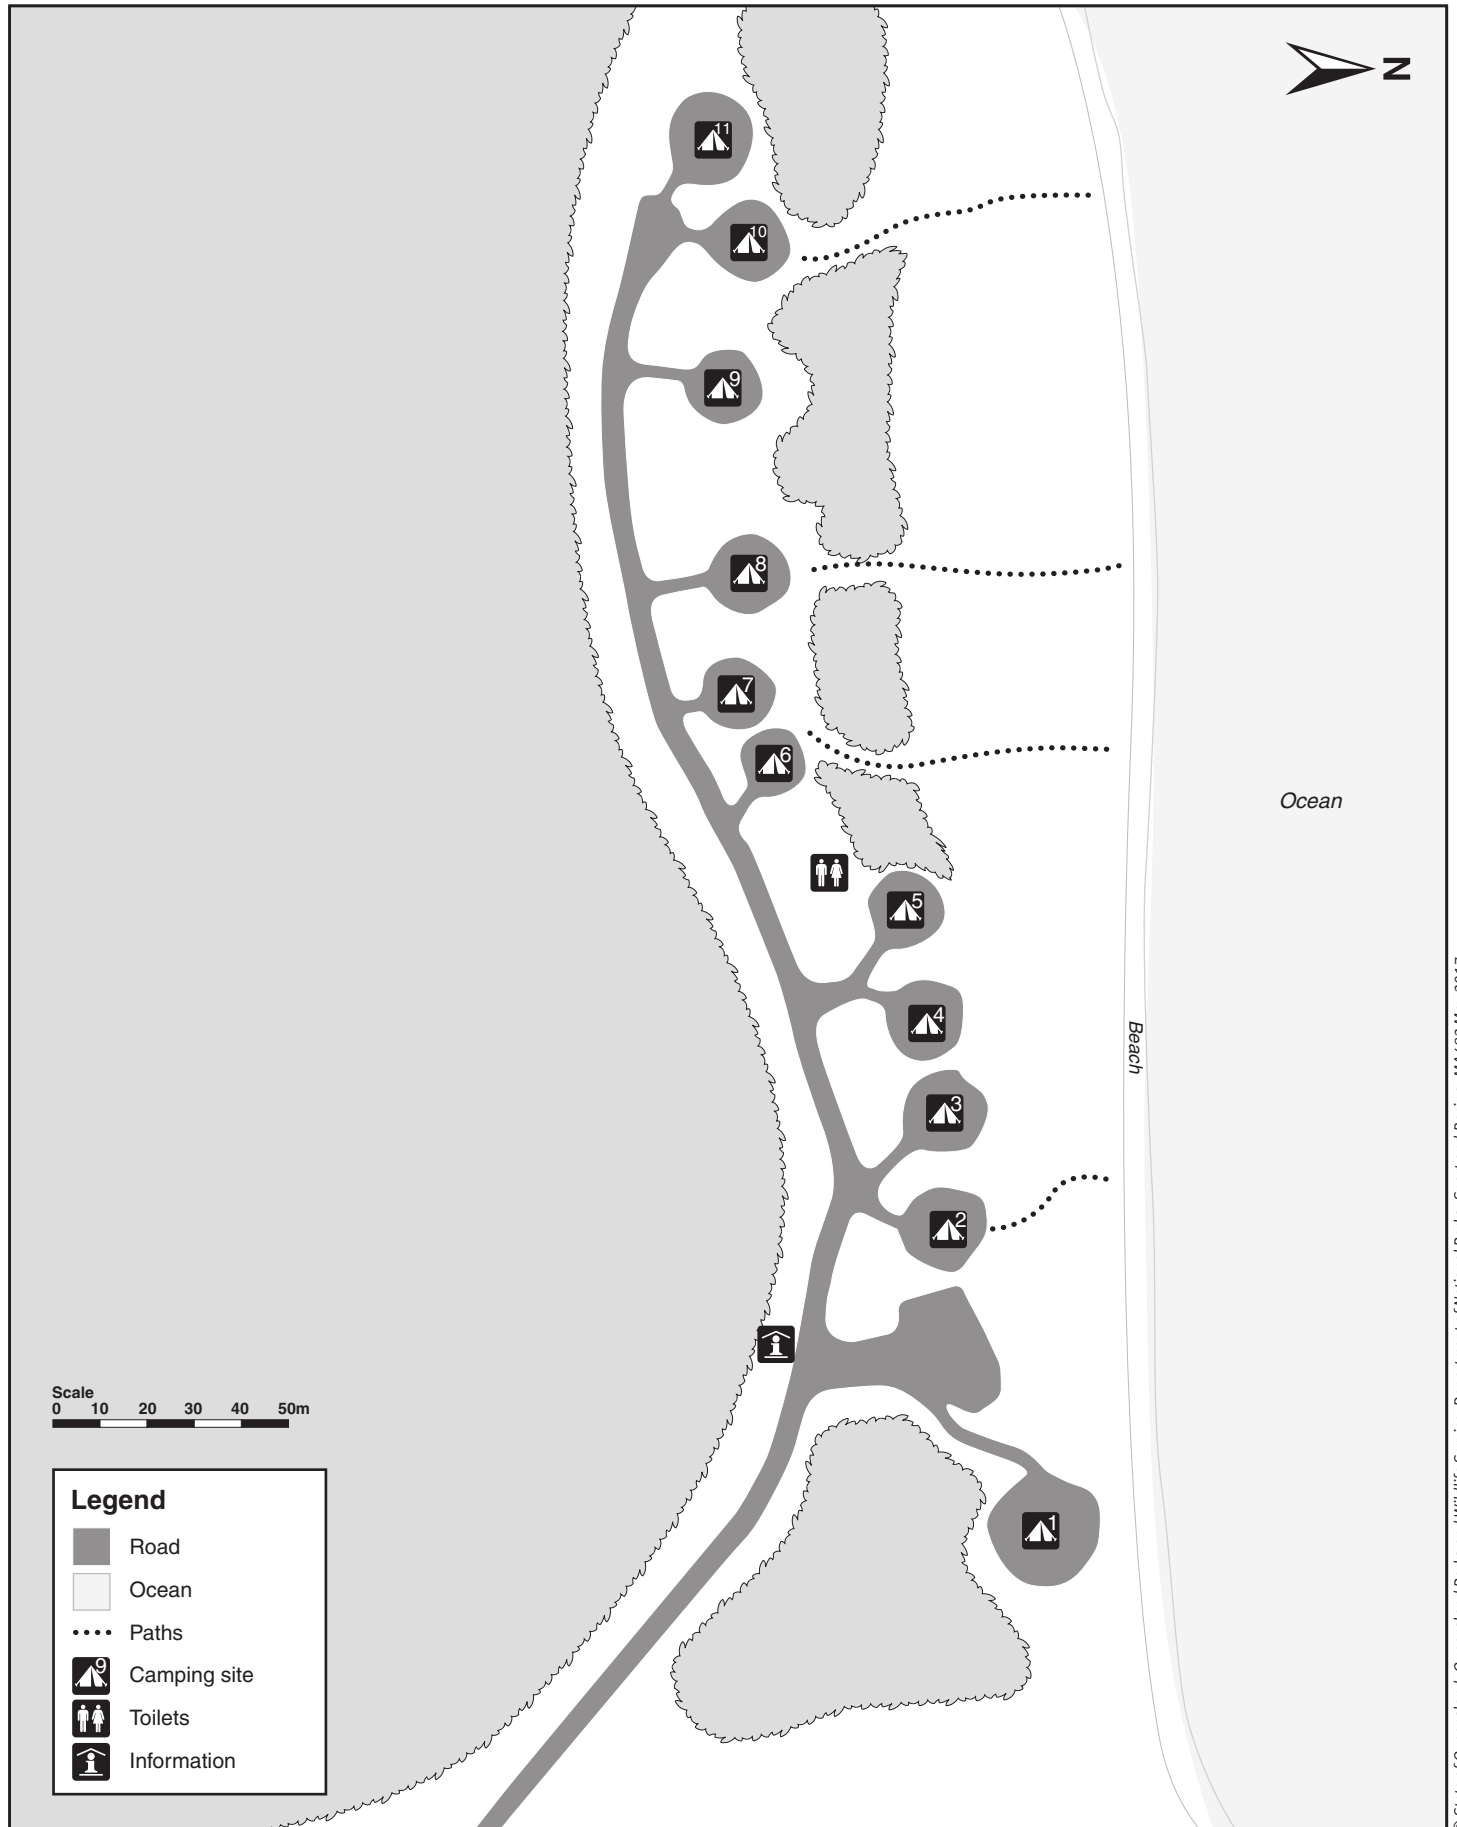 N
11
10
9
8
7
6
Ocean
5
4
Beach
3
2
1
Scale
0 10 20 30 40 50m
Legend
Road
Ocean
Paths
9 Camping site
Toilets
Information